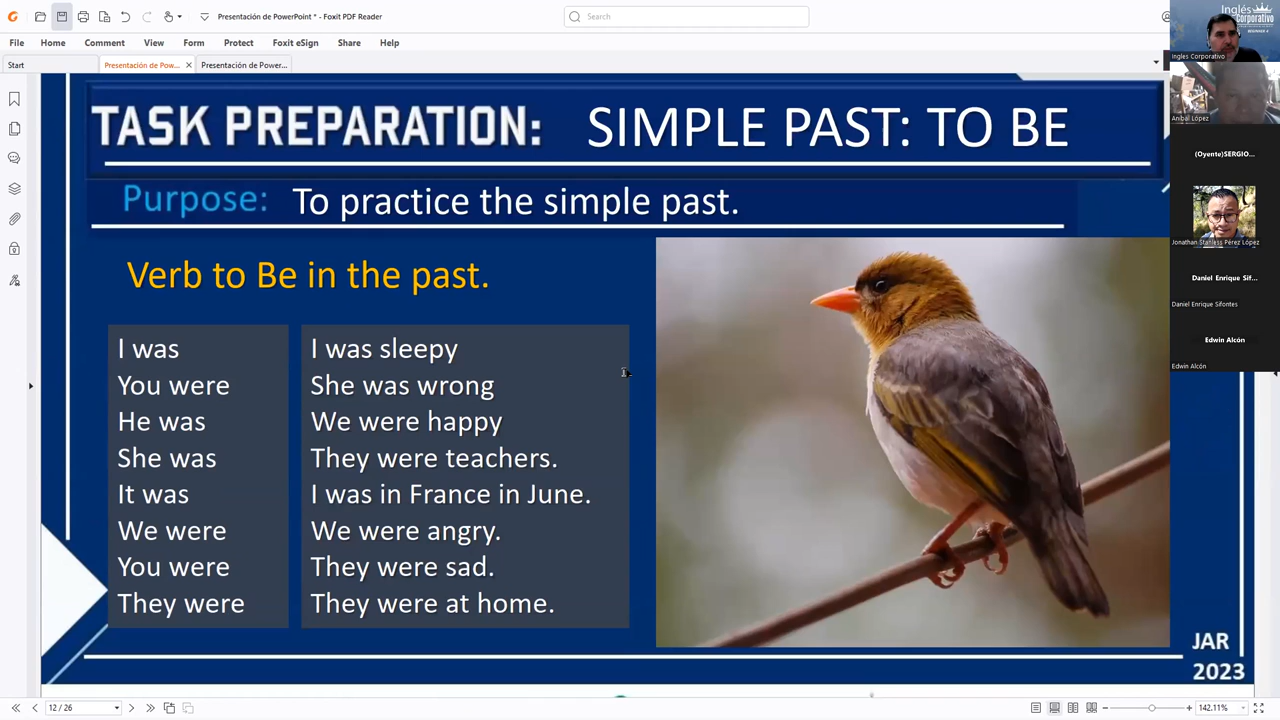 Presentación de PowerPoint * - Foxit PDF Reader
Search
File Home Comment View Form Protect Foxit eSign Share Help
Start
Presentación de Pow...
Presentación de Power...
TASK PREPARATION: SIMPLE PAST: TO BE
Purpose: To practice the simple past.
Verb to Be in the past.
I was
You were
He was
She was
It was
We were
You were
They were
I was sleepy
She was wrong
We were happy
They were teachers.
I was in France in June.
We were angry.
They were sad.
They were at home.
JAR
2023
Inglés
Corporativo
BEGINNER 4
Ingles Corporativo
Anibal López
(Oyente)SERGIO...
Jonathan Stanless Pérez López
Daniel Enrique Sif...
Daniel Enrique Sifontes
Edwin Alcón
Edwin Alcón
12 / 26
142.11%